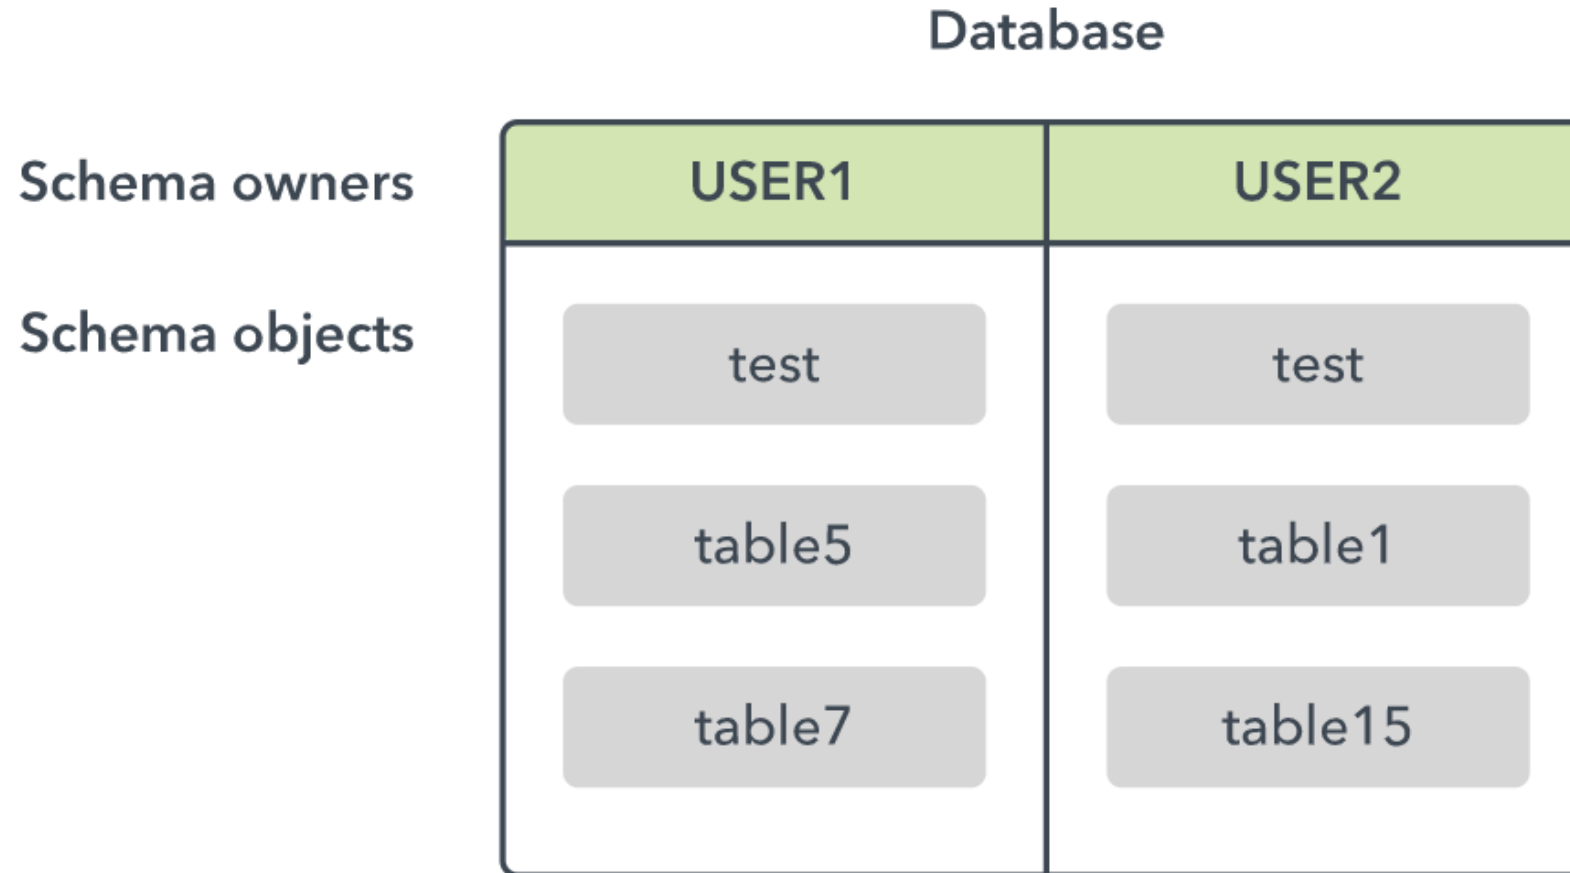 Database
Schema owners
USER1
USER2
Schema objects
test
test
table5
table1
table7
table15